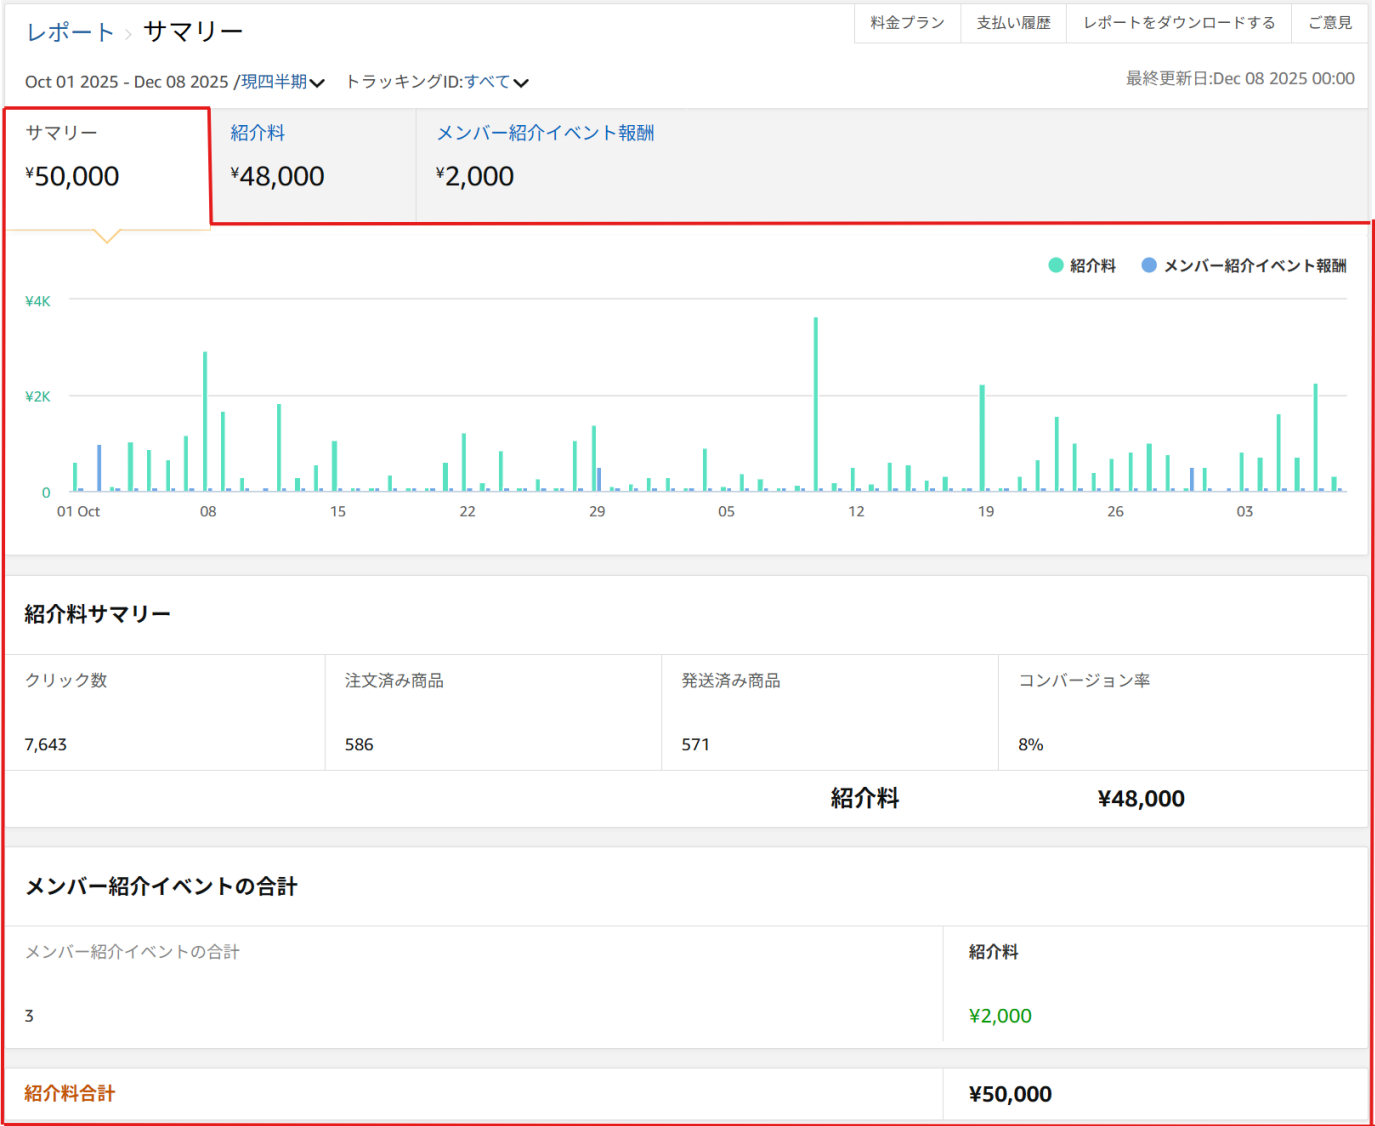 レポート › サマリー
料金プラン 支払い履歴 レポートをダウンロードする ご意見
Oct 01 2025 - Dec 08 2025 /現四半期 トラッキングID:すべて
最終更新日:Dec 08 2025 00:00
サマリー 紹介料 メンバー紹介イベント報酬
¥50,000 ¥48,000 ¥2,000
紹介料 メンバー紹介イベント報酬
¥4K
¥2K
0
01 Oct 08 15 22 29 05 12 19 26 03
紹介料サマリー
クリック数 注文済み商品 発送済み商品 コンバージョン率
7,643 586 571 8%
紹介料 ¥48,000
メンバー紹介イベントの合計
メンバー紹介イベントの合計 紹介料
3 ¥2,000
紹介料合計 ¥50,000